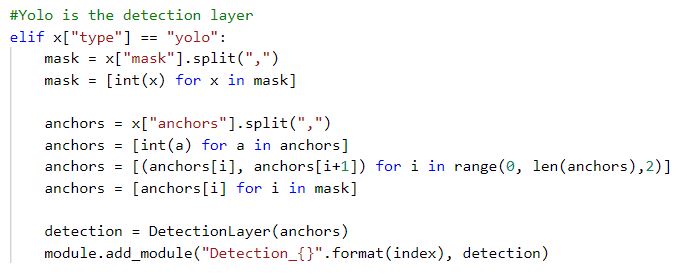 #Yolo is the detection layer
elif x["type"] == "yolo":
    mask = x["mask"].split(",")
    mask = [int(x) for x in mask]

    anchors = x["anchors"].split(",")
    anchors = [int(a) for a in anchors]
    anchors = [(anchors[i], anchors[i+1]) for i in range(0, len(anchors),2)]
    anchors = [anchors[i] for i in mask]

    detection = DetectionLayer(anchors)
    module.add_module("Detection_{}".format(index), detection)